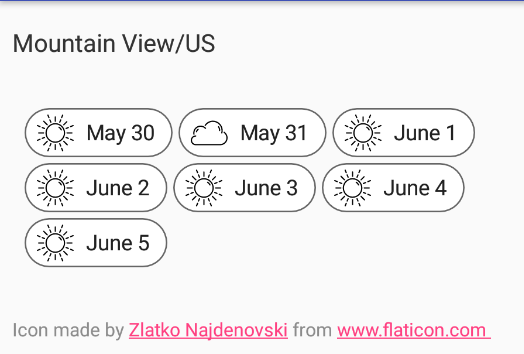 Mountain View/US
May 30 May 31 June 1
June 2 June 3 June 4
June 5
Icon made by Zlatko Najdenovski from www.flaticon.com